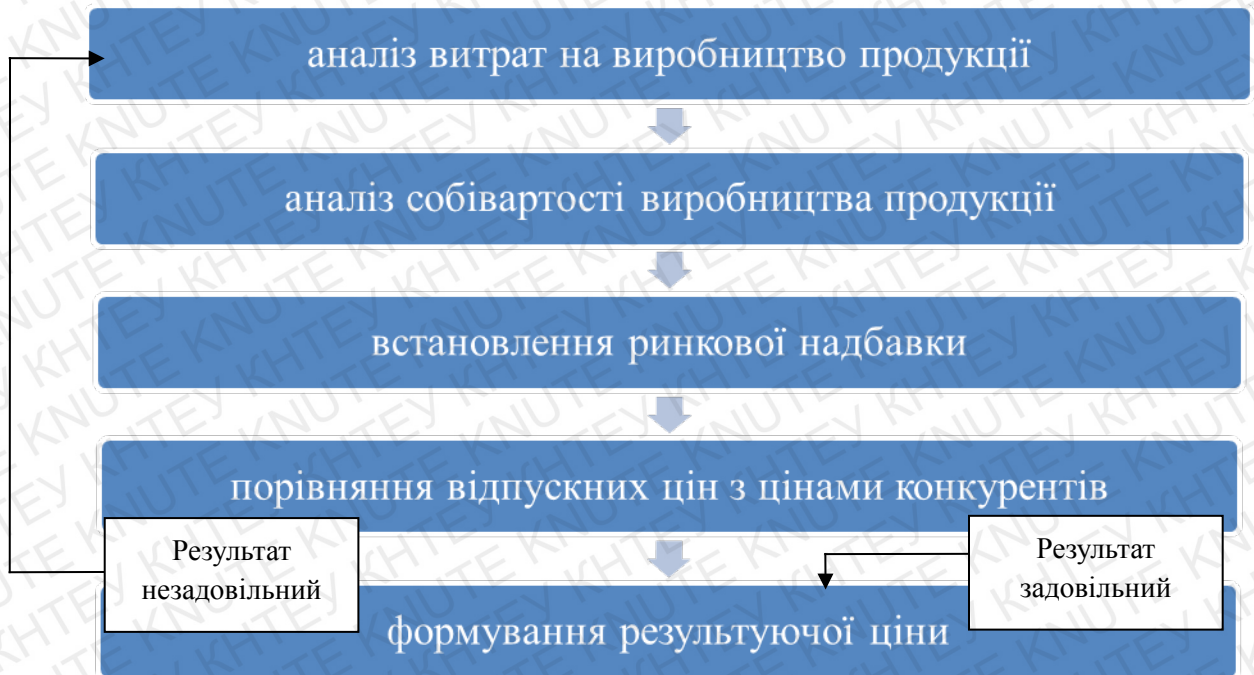 аналіз витрат на виробництво продукції
аналіз собівартості виробництва продукції
встановлення ринкової надбавки
порівняння відпускних цін з цінами конкурентів
Результат
незадовільний
Результат
задовільний
формування результуючої ціни